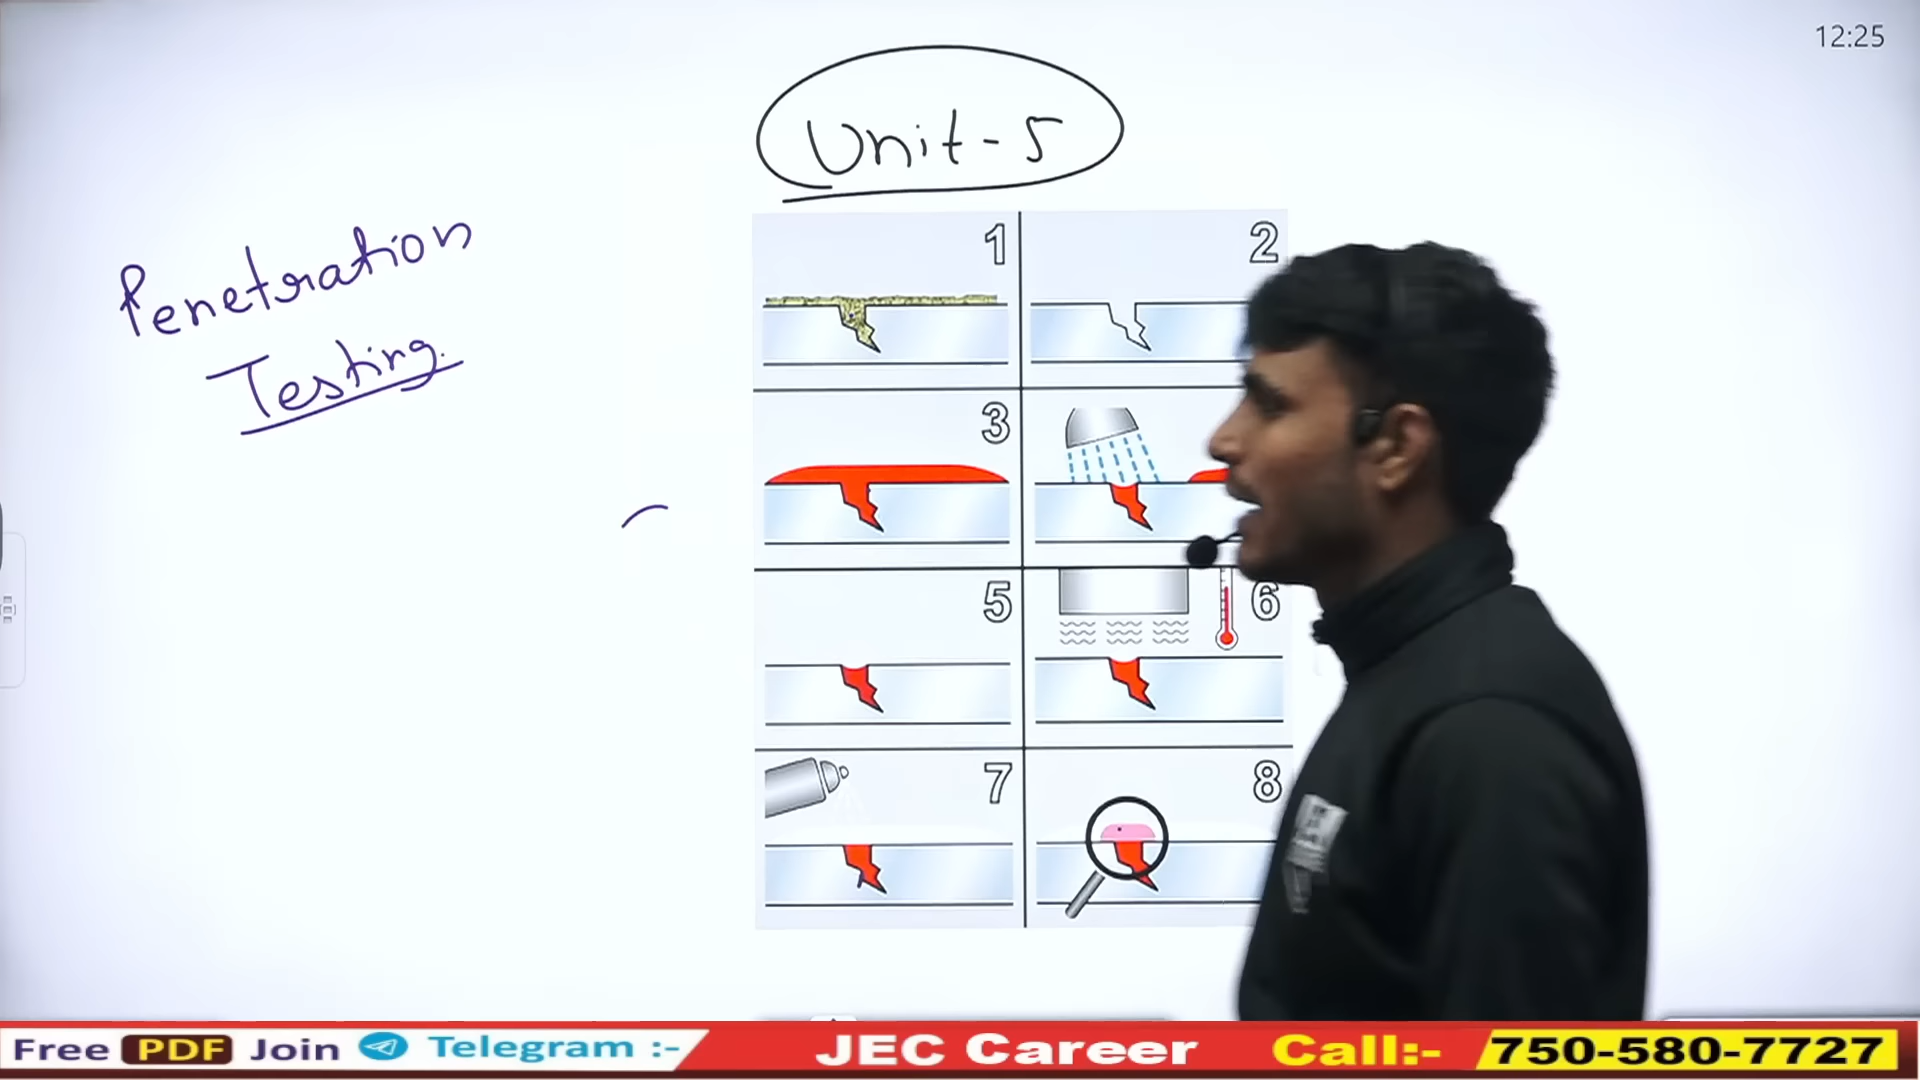 12:25
Unit-5
Penetration
Testing
1
2
3
5
6
7
8
Free PDF Join Telegram :-
JEC Career
Call:-
750-580-7727